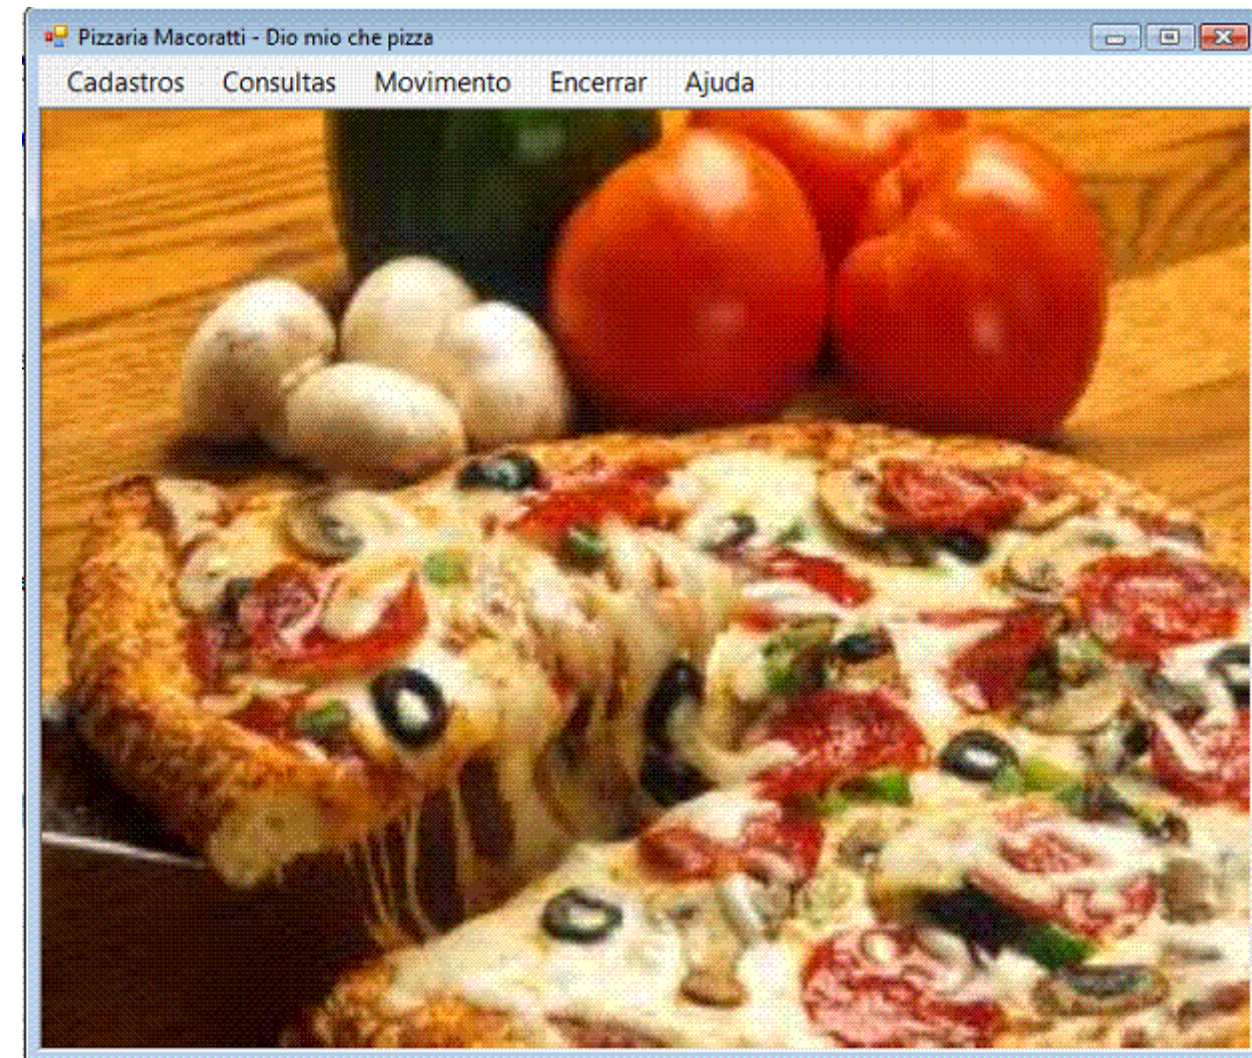 Pizzaria Macoratti - Dio mio che pizza
Cadastros Consultas Movimento Encerrar Ajuda